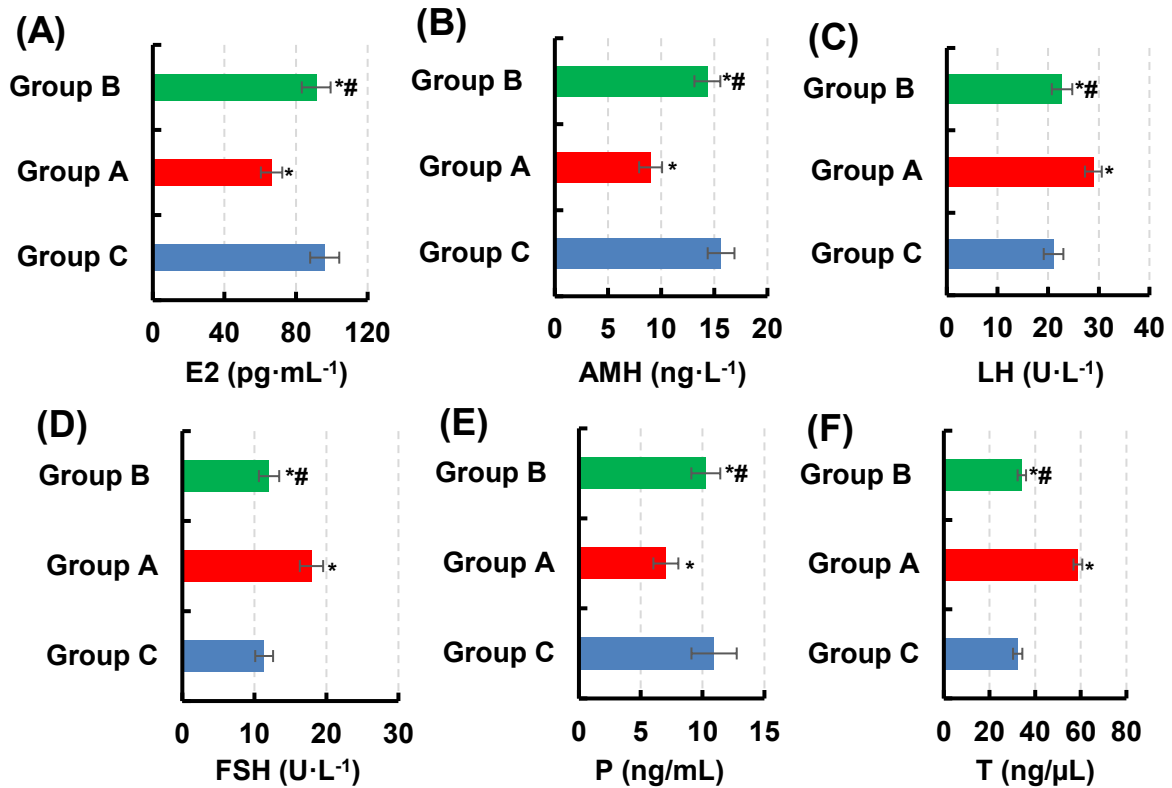 (A)
Group B *#
Group A *
Group C
0 40 80 120
E2 (pg·mL⁻¹)
(B)
Group B *#
Group A *
Group C
0 5 10 15 20
AMH (ng·L⁻¹)
(C)
Group B *#
Group A *
Group C
0 10 20 30 40
LH (U·L⁻¹)
(D)
Group B *#
Group A *
Group C
0 10 20 30
FSH (U·L⁻¹)
(E)
Group B *#
Group A *
Group C
0 5 10 15
P (ng/mL)
(F)
Group B *#
Group A *
Group C
0 20 40 60 80
T (ng/µL)